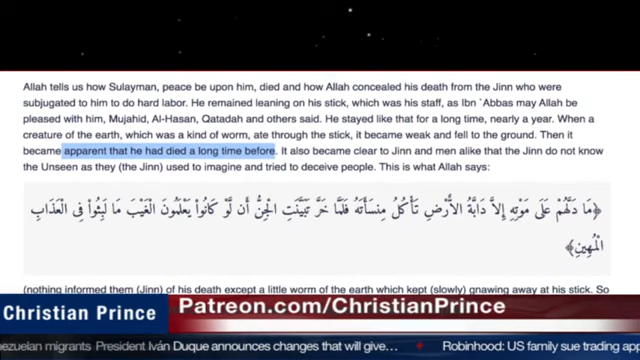 Allah tells us how Sulayman, peace be upon him, died and how Allah concealed his death from the Jinn who were
subjugated to him to do hard labor. He remained leaning on his stick, which was his staff, as Ibn `Abbas may Allah be
pleased with him, Mujahid, Al-Hasan, Qatadah and others said. He stayed like that for a long time, nearly a year. When a
creature of the earth, which was a kind of worm, ate through the stick, it became weak and fell to the ground. Then it
became apparent that he had died a long time before. It also became clear to Jinn and men alike that the Jinn do not know
the Unseen as they (the Jinn) used to imagine and tried to deceive people. This is what Allah says:
﴿مَا دَلَّهُمْ عَلَى مَوْتِهِ إِلاَّ دَابَّةُ الاٌّرْضِ تَأْكُلُ مِنسَأَتَهُ فَلَمَّا خَرَّ تَبَيَّنَتِ الْجِنُّ أَن لَّوْ كَانُواْ يَعْلَمُونَ الْغَيْبَ مَا لَبِثُواْ فِى الْعَذَابِ
الْمُهِينِ﴾
(nothing informed them (Jinn) of his death except a little worm of the earth which kept (slowly) gnawing away at his stick. So
Christian Prince
Patreon.com/ChristianPrince
enezuelan migrants President Iván Duque announces changes that will give… + Robinhood: US family sue trading app